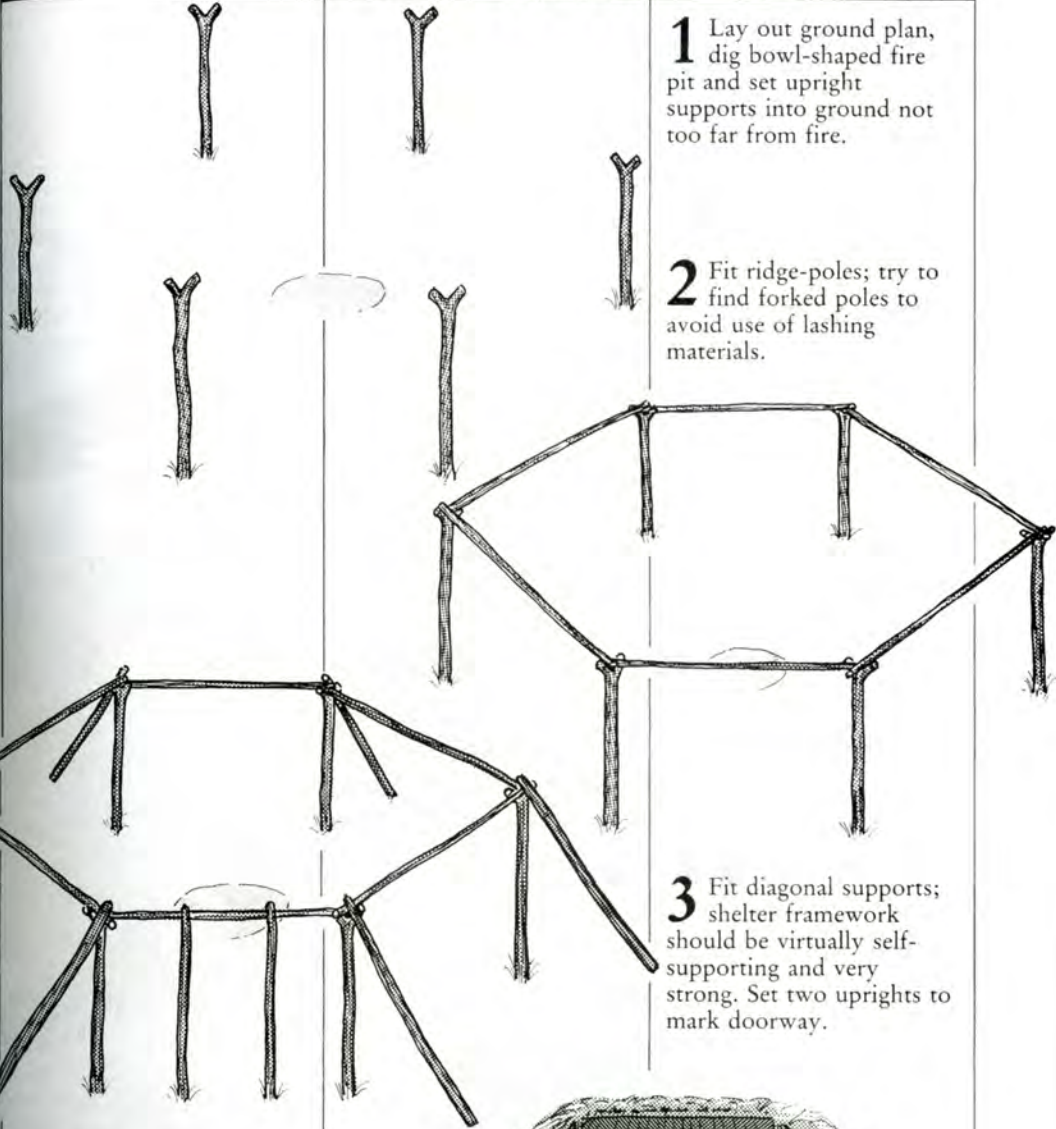 1 Lay out ground plan,
dig bowl-shaped fire
pit and set upright
supports into ground not
too far from fire.
2 Fit ridge-poles; try to
find forked poles to
avoid use of lashing
materials.
3 Fit diagonal supports;
shelter framework
should be virtually self-
supporting and very
strong. Set two uprights to
mark doorway.